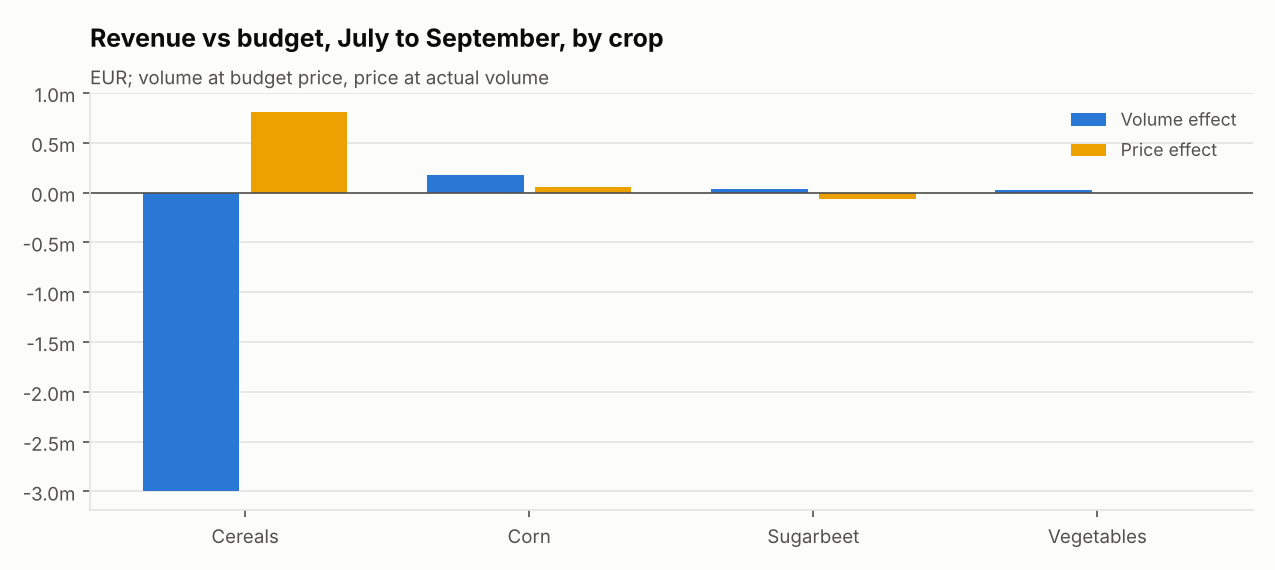 Revenue vs budget, July to September, by crop
EUR; volume at budget price, price at actual volume
1.0m
0.5m
0.0m
-0.5m
-1.0m
-1.5m
-2.0m
-2.5m
-3.0m
Volume effect
Price effect
Cereals
Corn
Sugarbeet
Vegetables